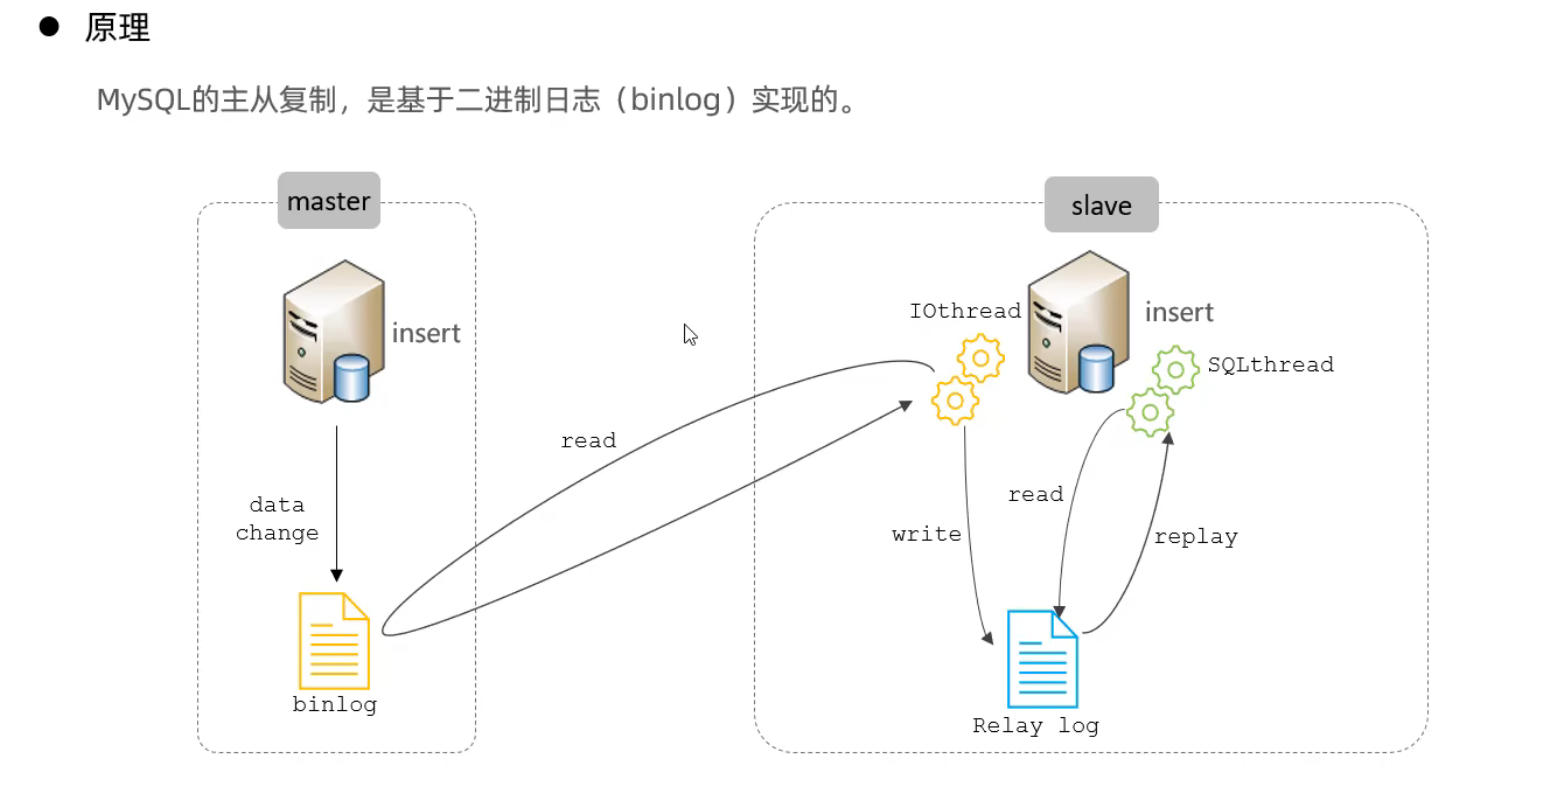 ● 原理
MySQL的主从复制，是基于二进制日志（binlog）实现的。
master
slave
IOthread
insert
insert
SQLthread
read
data
change
read
write
replay
binlog
Relay log